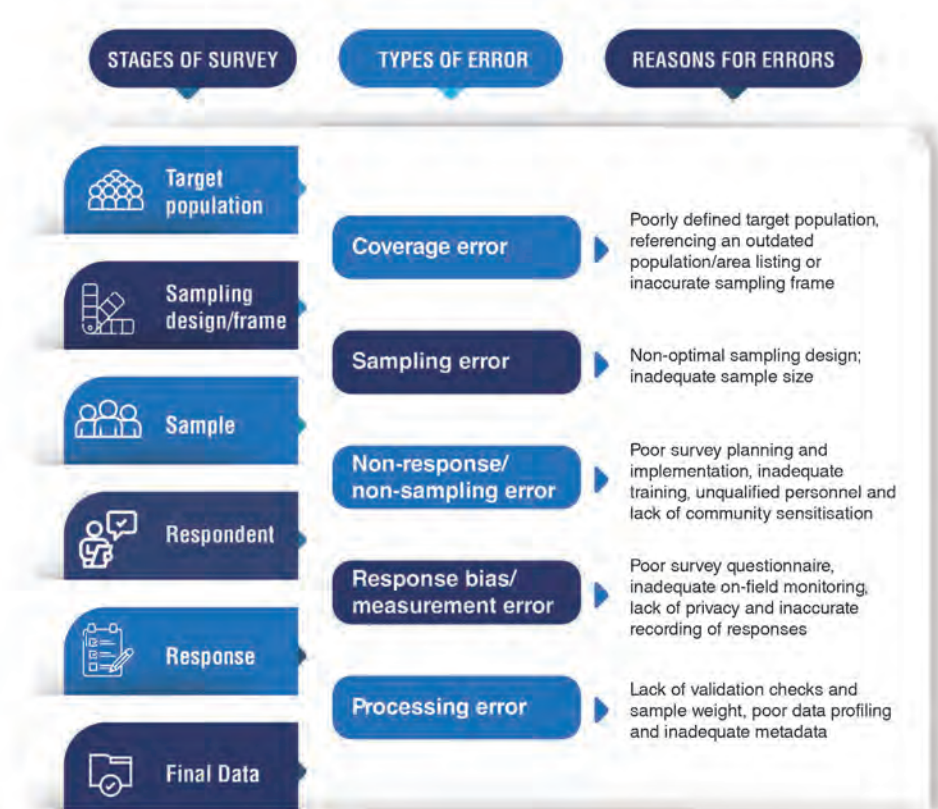 STAGES OF SURVEY
TYPES OF ERROR
REASONS FOR ERRORS
Target
population
Sampling
design/frame
Sample
Respondent
Response
Final Data
Coverage error
Sampling error
Non-response/
non-sampling error
Response bias/
measurement error
Processing error
Poorly defined target population,
referencing an outdated
population/area listing or
inaccurate sampling frame
Non-optimal sampling design;
inadequate sample size
Poor survey planning and
implementation, inadequate
training, unqualified personnel and
lack of community sensitisation
Poor survey questionnaire,
inadequate on-field monitoring,
lack of privacy and inaccurate
recording of responses
Lack of validation checks and
sample weight, poor data profiling
and inadequate metadata